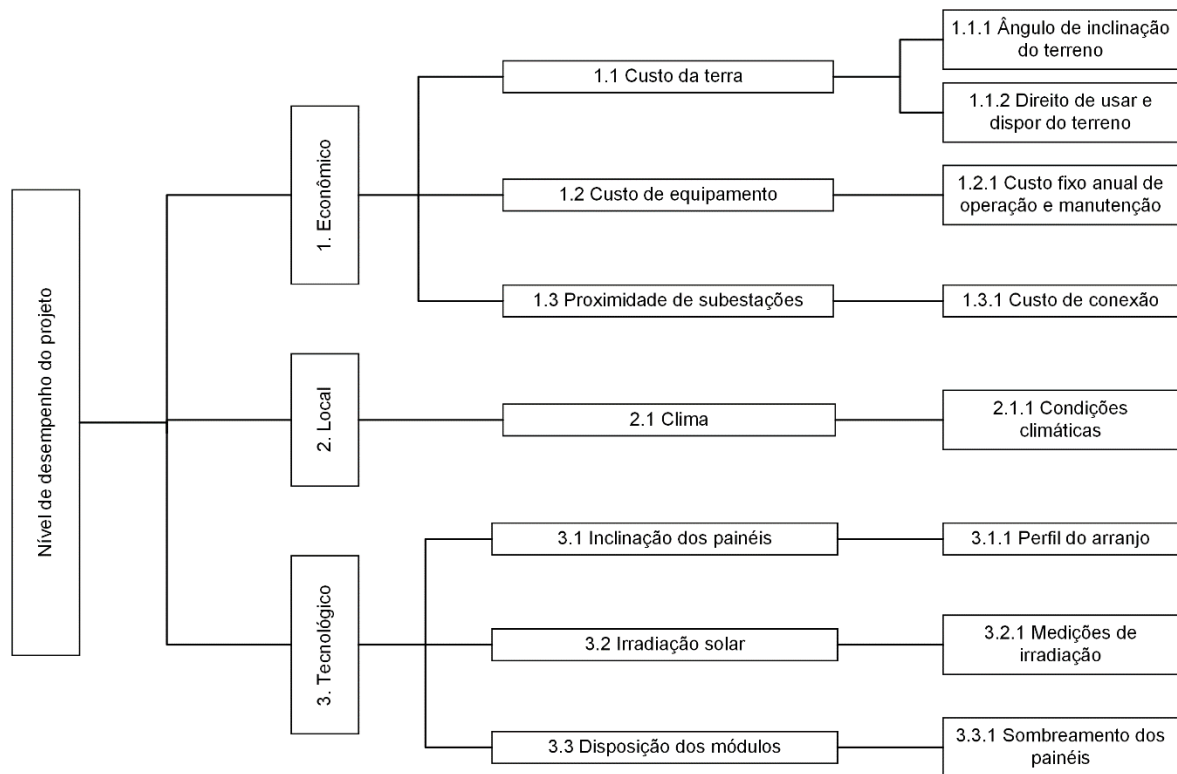 Nível de desempenho do projeto
1. Econômico
1.1 Custo da terra
1.1.1 Ângulo de inclinação
do terreno
1.1.2 Direito de usar e
dispor do terreno
1.2 Custo de equipamento
1.2.1 Custo fixo anual de
operação e manutenção
1.3 Proximidade de subestações
1.3.1 Custo de conexão
2. Local
2.1 Clima
2.1.1 Condições
climáticas
3. Tecnológico
3.1 Inclinação dos painéis
3.1.1 Perfil do arranjo
3.2 Irradiação solar
3.2.1 Medições de
irradiação
3.3 Disposição dos módulos
3.3.1 Sombreamento dos
painéis